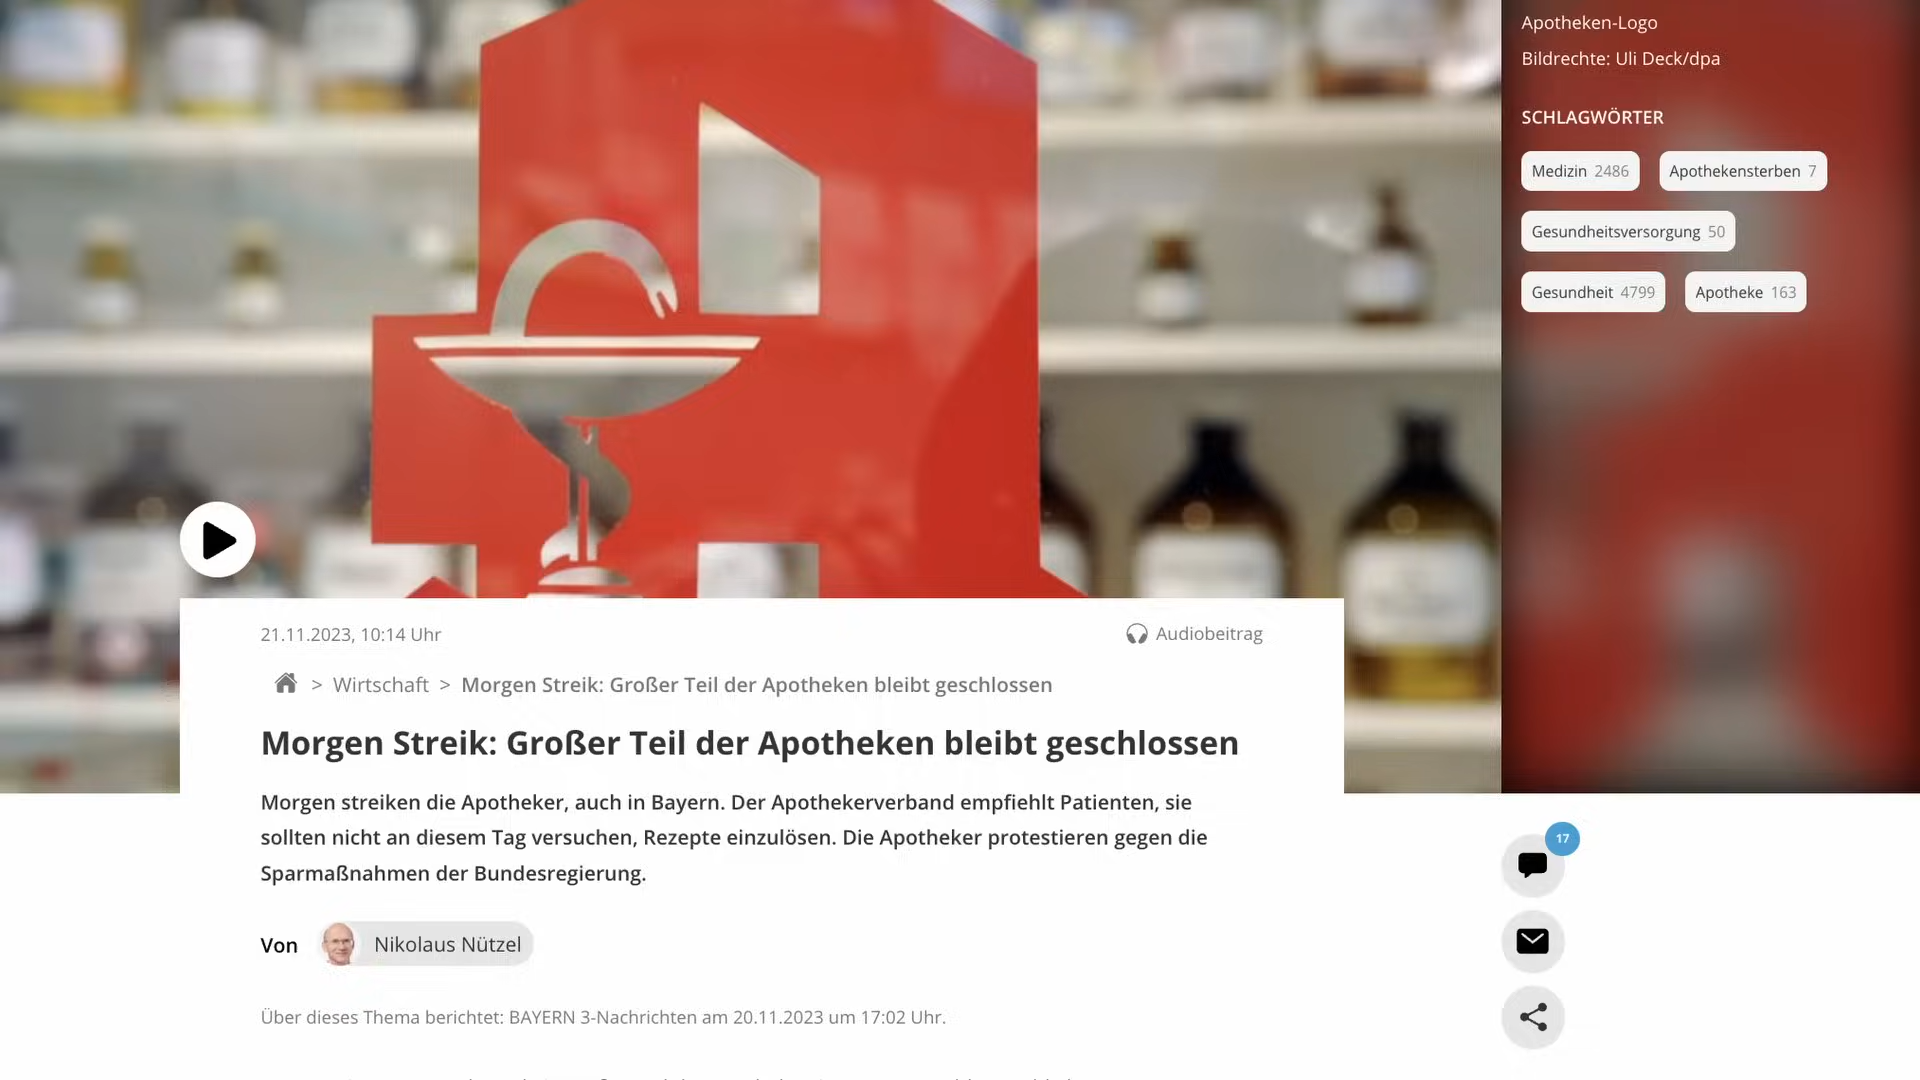 Apotheken-Logo
Bildrechte: Uli Deck/dpa
SCHLAGWÖRTER
Medizin 2486
Apothekensterben 7
Gesundheitsversorgung 50
Gesundheit 4799
Apotheke 163
21.11.2023, 10:14 Uhr
Audiobeitrag
> Wirtschaft > Morgen Streik: Großer Teil der Apotheken bleibt geschlossen
Morgen Streik: Großer Teil der Apotheken bleibt geschlossen
Morgen streiken die Apotheker, auch in Bayern. Der Apothekerverband empfiehlt Patienten, sie
sollten nicht an diesem Tag versuchen, Rezepte einzulösen. Die Apotheker protestieren gegen die
Sparmaßnahmen der Bundesregierung.
Von Nikolaus Nützel
Über dieses Thema berichtet: BAYERN 3-Nachrichten am 20.11.2023 um 17:02 Uhr.
17